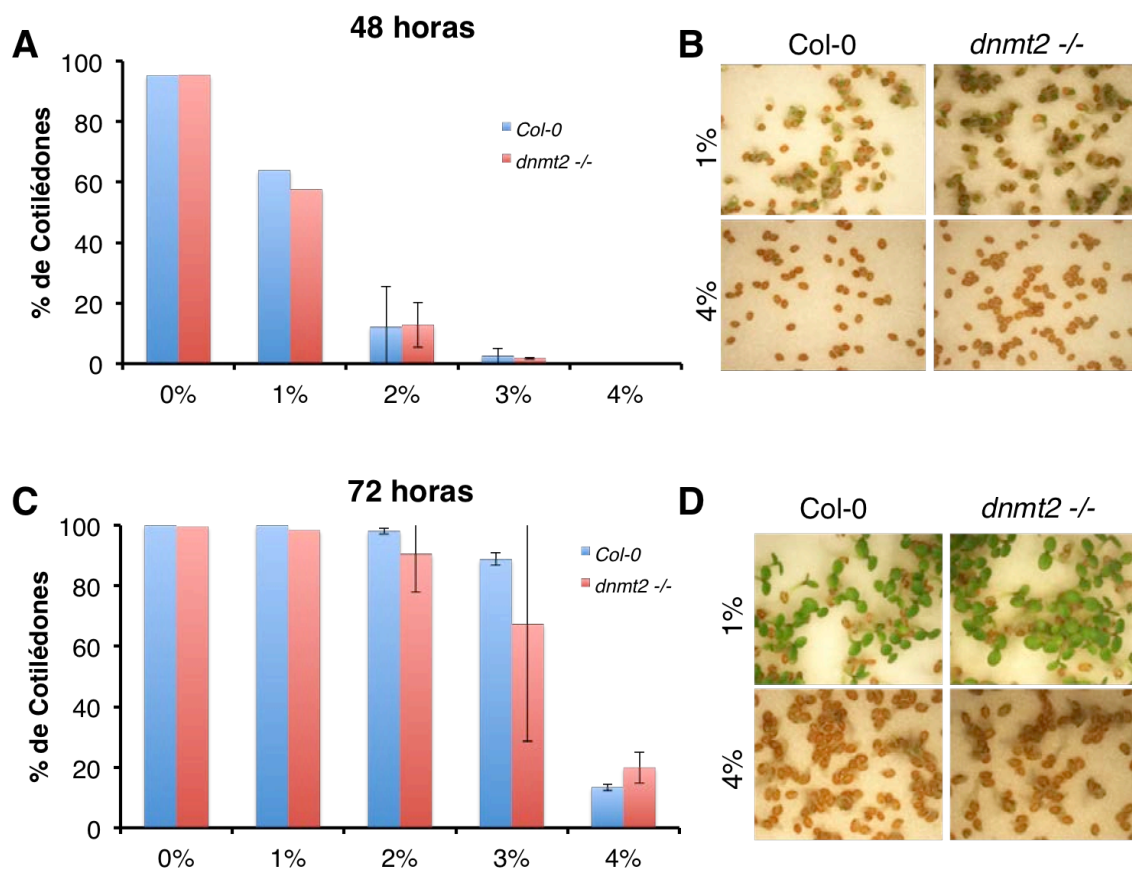 A
48 horas
% de Cotilédones
100
80
60
40
20
0
Col-0
dnmt2 -/-
0% 1% 2% 3% 4%
B
Col-0 dnmt2 -/-
1%
4%
C
72 horas
% de Cotilédones
100
80
60
40
20
0
Col-0
dnmt2 -/-
0% 1% 2% 3% 4%
D
Col-0 dnmt2 -/-
1%
4%